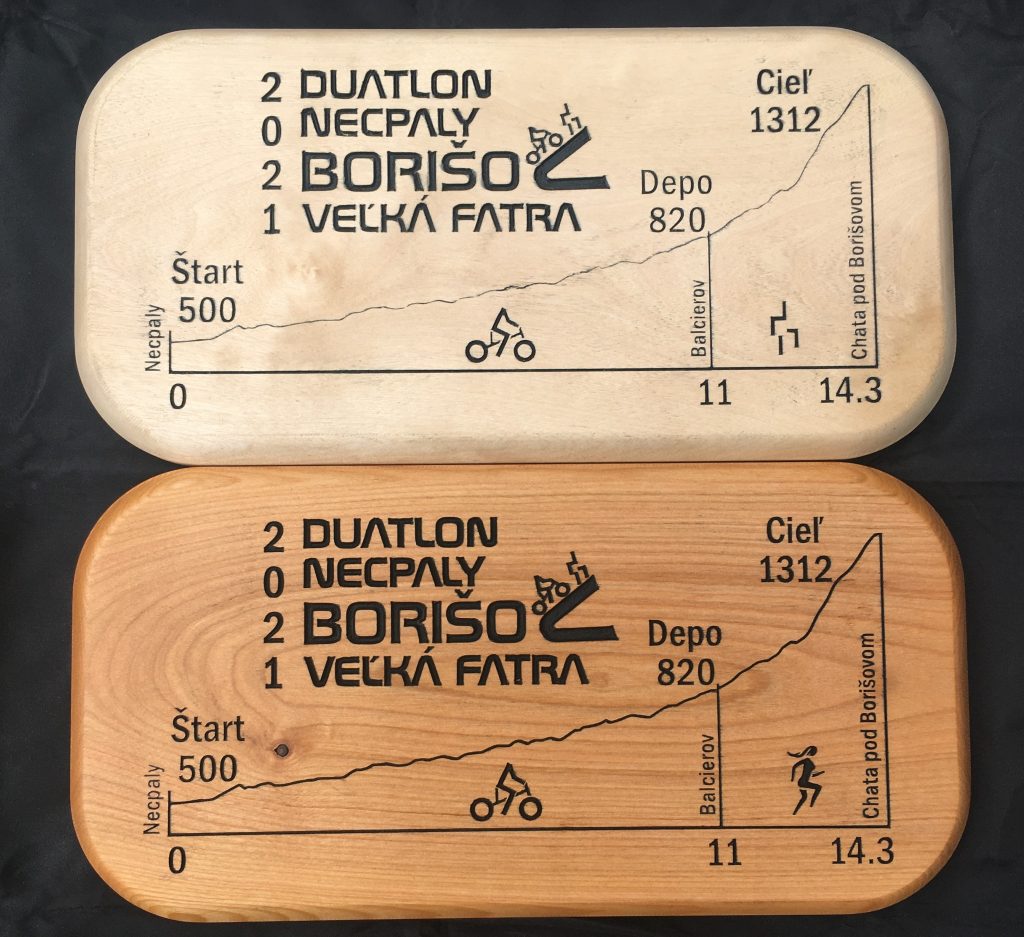 2 DUATLON
0 NECPALY
2 BORIŠOV
1 VEĽKÁ FATRA
Cieľ
1312
Depo
820
Štart
500
Necpaly
Balcierov
Chata pod Borišovom
0
11
14.3
2 DUATLON
0 NECPALY
2 BORIŠOV
1 VEĽKÁ FATRA
Cieľ
1312
Depo
820
Štart
500
Necpaly
Balcierov
Chata pod Borišovom
0
11
14.3